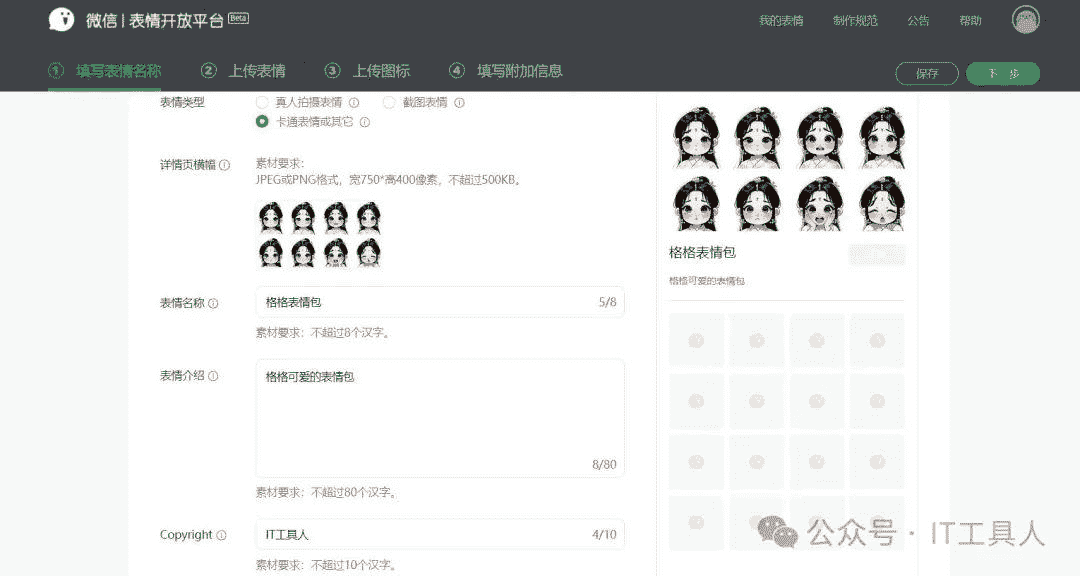 微信 | 表情开放平台 Beta
我的表情 制作规范 公告 帮助
① 填写表情名称 ② 上传表情 ③ 上传图标 ④ 填写附加信息
保存 下一步
表情类型 真人拍摄表情 截图表情
卡通表情或其它
详情页横幅 素材要求:
JPEG或PNG格式，宽750*高400像素，不超过500KB。
格格表情包
格格可爱的表情包
表情名称 格格表情包 5/8
素材要求：不超过8个汉字。
表情介绍 格格可爱的表情包
8/80
素材要求：不超过80个汉字。
Copyright IT工具人 4/10
素材要求：不超过10个汉字。
公众号 · IT工具人